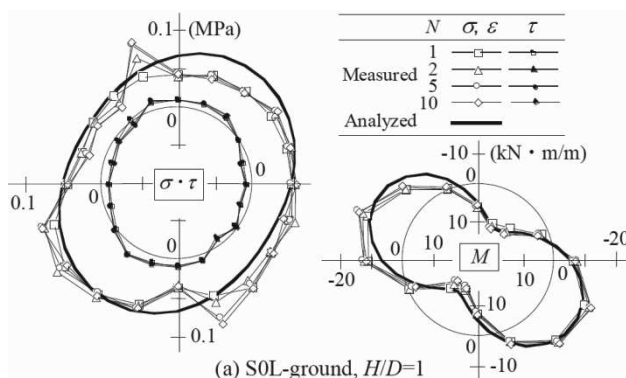 0.1 (MPa)
N σ, ε τ
1
Measured 2
5
10
Analyzed
0
0.1 0 σ・τ 0
0
0.1
-10 (kN・m/m)
0
10
-20 0 10 M 10 0 -20
10
0
-10
(a) S0L-ground, H/D=1